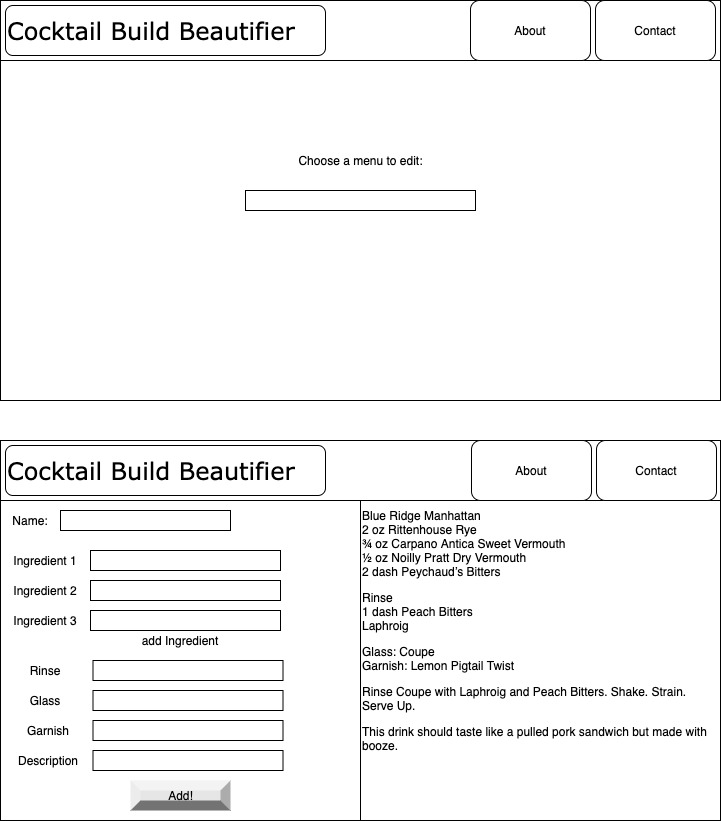 Cocktail Build Beautifier
About
Contact
Choose a menu to edit:
Cocktail Build Beautifier
About
Contact
Name:
Ingredient 1
Ingredient 2
Ingredient 3
add Ingredient
Rinse
Glass
Garnish
Description
Add!
Blue Ridge Manhattan
2 oz Rittenhouse Rye
¾ oz Carpano Antica Sweet Vermouth
½ oz Noilly Pratt Dry Vermouth
2 dash Peychaud’s Bitters
Rinse
1 dash Peach Bitters
Laphroig
Glass: Coupe
Garnish: Lemon Pigtail Twist
Rinse Coupe with Laphroig and Peach Bitters. Shake. Strain.
Serve Up.
This drink should taste like a pulled pork sandwich but made with
booze.